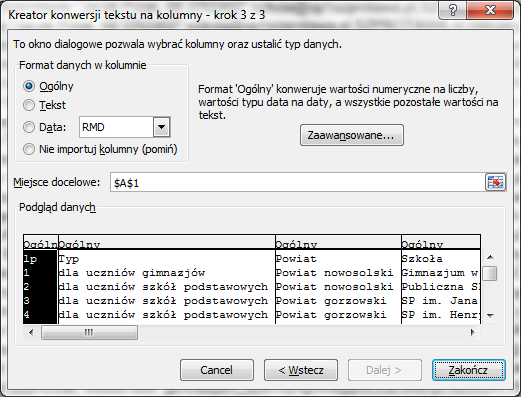 Kreator konwersji tekstu na kolumny - krok 3 z 3
To okno dialogowe pozwala wybrać kolumny oraz ustalić typ danych.
Format danych w kolumnie
Ogólny
Tekst
Data: RMD
Nie importuj kolumny (pomiń)
Format 'Ogólny' konweruje wartości numeryczne na liczby,
wartości typu data na daty, a wszystkie pozostałe wartości na
tekst.
Zaawansowane...
Miejsce docelowe: $A$1
Podgląd danych
Ogóln Ogólny Ogólny Ogólny
lp Typ Powiat Szkoła
1 dla uczniów gimnazjów Powiat nowosolski Gimnazjum w
2 dla uczniów szkół podstawowych Powiat nowosolski Publiczna S
3 dla uczniów szkół podstawowych Powiat gorzowski SP im. Jana
4 dla uczniów szkół podstawowych Powiat gorzowski SP im. Henr
Cancel < Wstecz Dalej > Zakończ